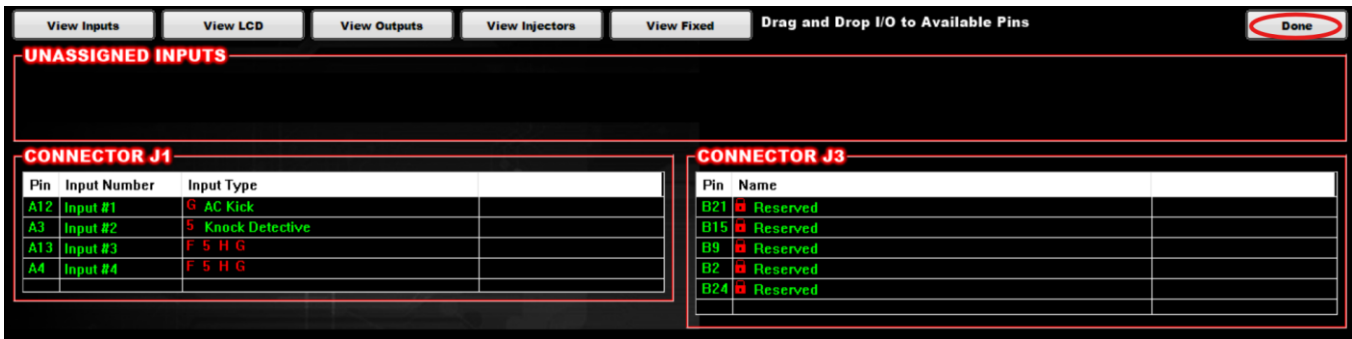 View Inputs View LCD View Outputs View Injectors View Fixed Drag and Drop I/O to Available Pins Done
UNASSIGNED INPUTS
CONNECTOR J1
Pin Input Number Input Type
A12 Input #1 G AC Kick
A3 Input #2 5 Knock Detective
A13 Input #3 F 5 H G
A4 Input #4 F 5 H G
CONNECTOR J3
Pin Name
B21 Reserved
B15 Reserved
B9 Reserved
B2 Reserved
B24 Reserved